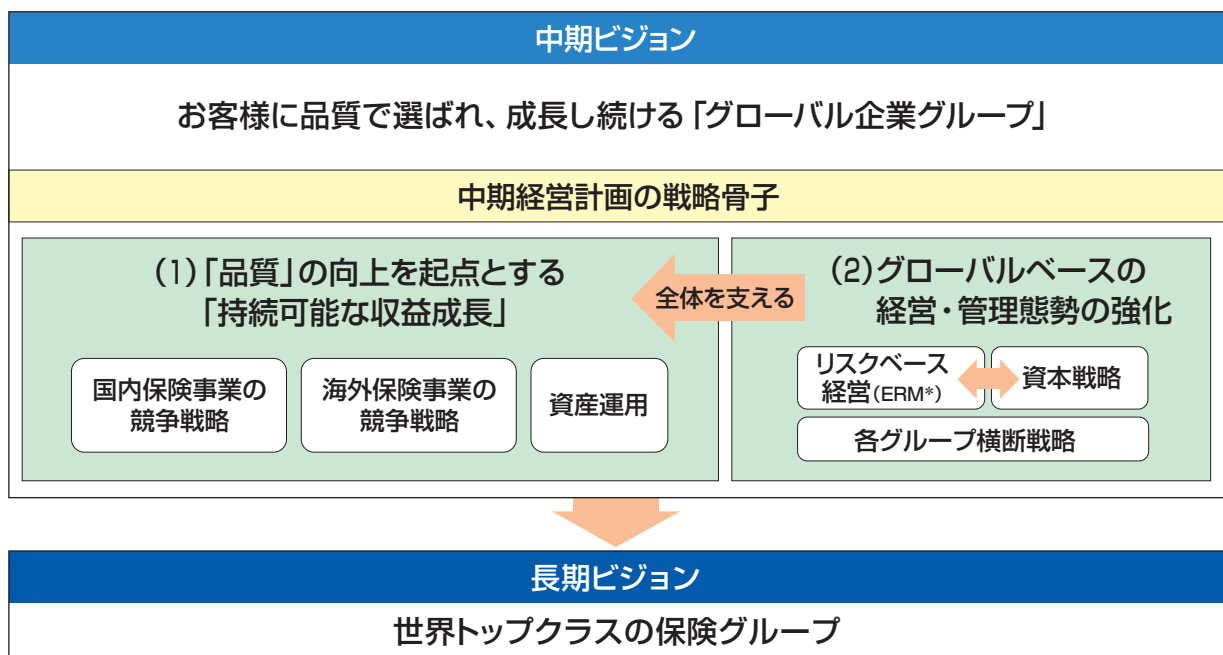 中期ビジョン
お客様に品質で選ばれ、成長し続ける「グローバル企業グループ」
中期経営計画の戦略骨子
(1)「品質」の向上を起点とする
「持続可能な収益成長」
国内保険事業の
競争戦略
海外保険事業の
競争戦略
資産運用
全体を支える
(2)グローバルベースの
経営・管理態勢の強化
リスクベース
経営(ERM*)
資本戦略
各グループ横断戦略
長期ビジョン
世界トップクラスの保険グループ